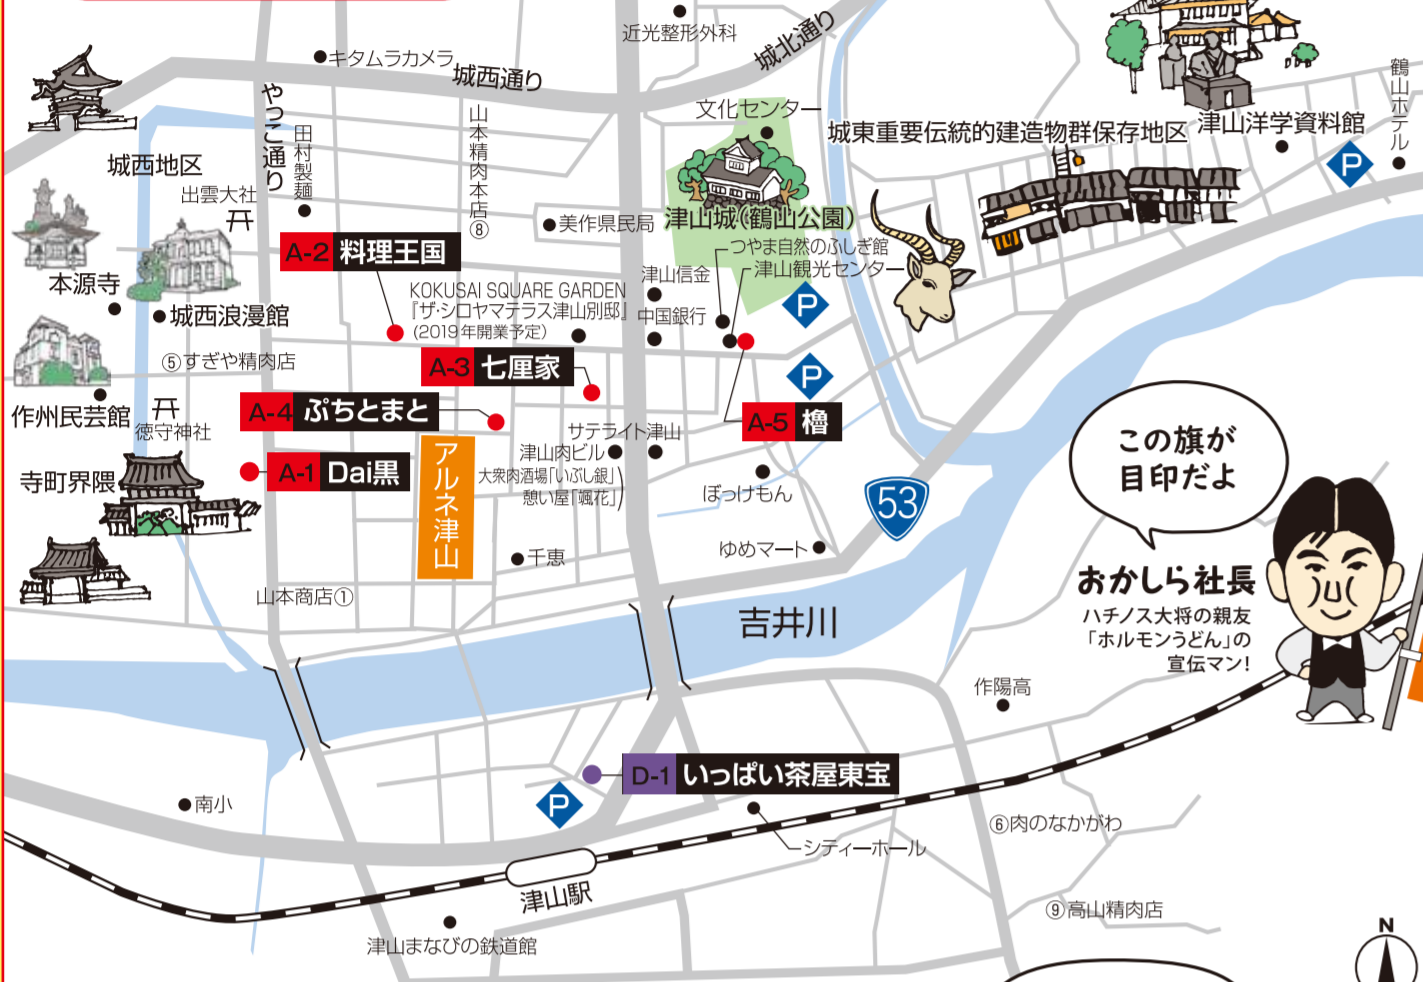 近光整形外科
キタムラカメラ
城西通り
城北通り
やっこ通り
田村製麺
山本精肉本店⑧
文化センター
城東重要伝統的建造物群保存地区
津山洋学資料館
鶴山ホテル
P
城西地区
出雲大社
美作県民局
津山城(鶴山公園)
つやま自然のふしぎ館
津山観光センター
A-2 料理王国
津山信金
本源寺
城西浪漫館
KOKUSAI SQUARE GARDEN
『ザ・シロヤマテラス津山別邸』
(2019年開業予定)
中国銀行
P
⑤すぎや精肉店
A-3 七厘家
P
作州民芸館
徳守神社
A-4 ぷちとまと
A-5 櫓
サテライト津山
津山肉ビル
大衆肉酒場「いぶし銀」
憩い屋「颯花」
アルネ津山
寺町界隈
A-1 Dai黒
ぼっけもん
53
この旗が
目印だよ
千恵
ゆめマート
山本商店①
吉井川
おかしら社長
ハチノス大将の親友
「ホルモンうどん」の
宣伝マン!
作陽高
D-1 いっぱい茶屋東宝
P
南小
シティーホール
⑥肉のなかがわ
津山駅
⑨高山精肉店
津山まなびの鉄道館
N